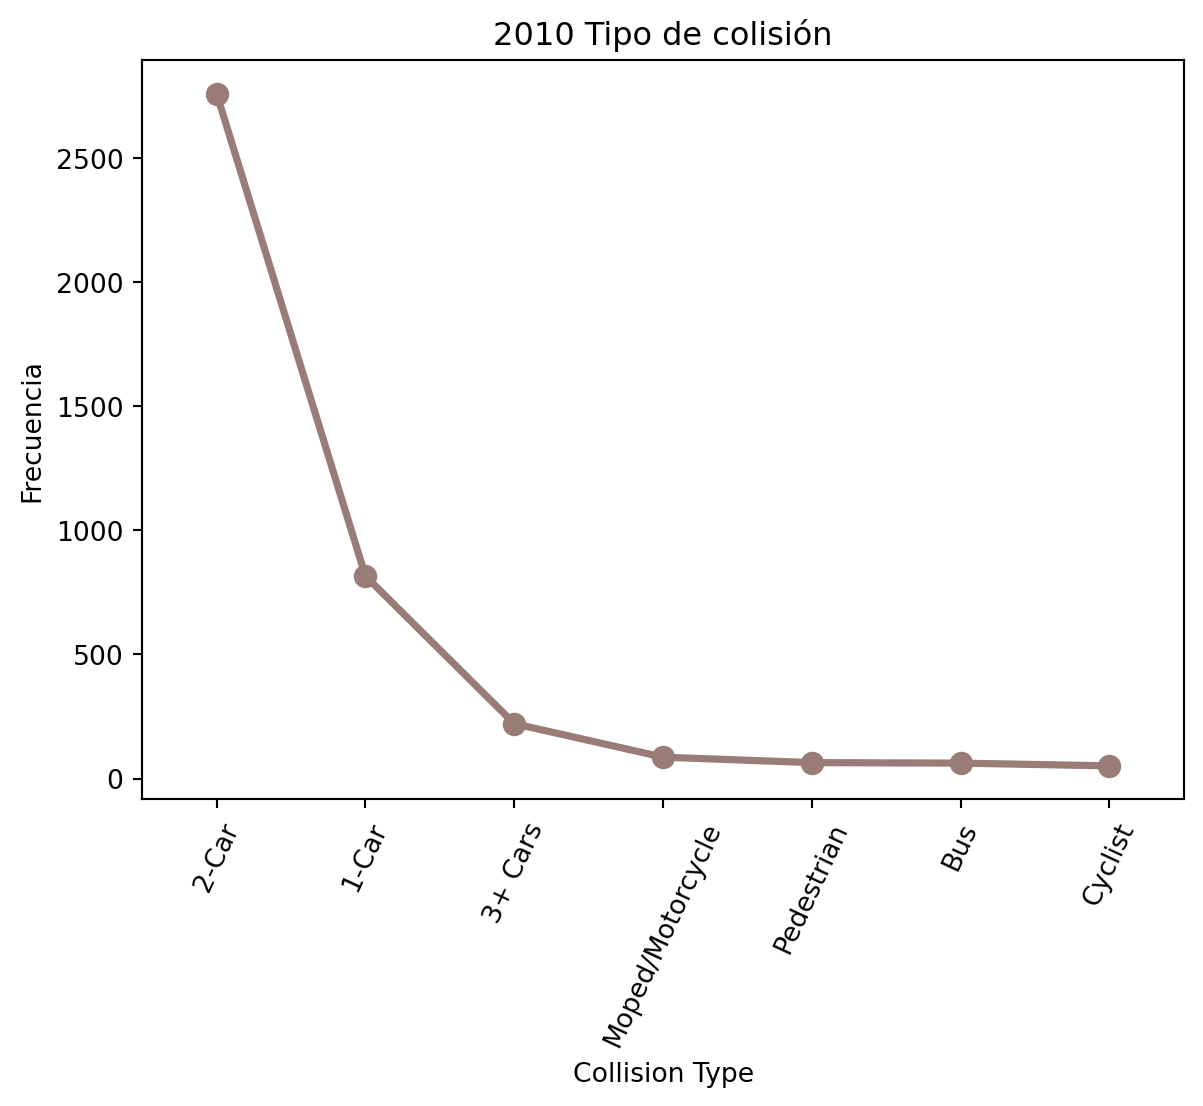 2010 Tipo de colisión
Frecuencia
2500
2000
1500
1000
500
0
2-Car
1-Car
3+ Cars
Moped/Motorcycle
Pedestrian
Bus
Cyclist
Collision Type